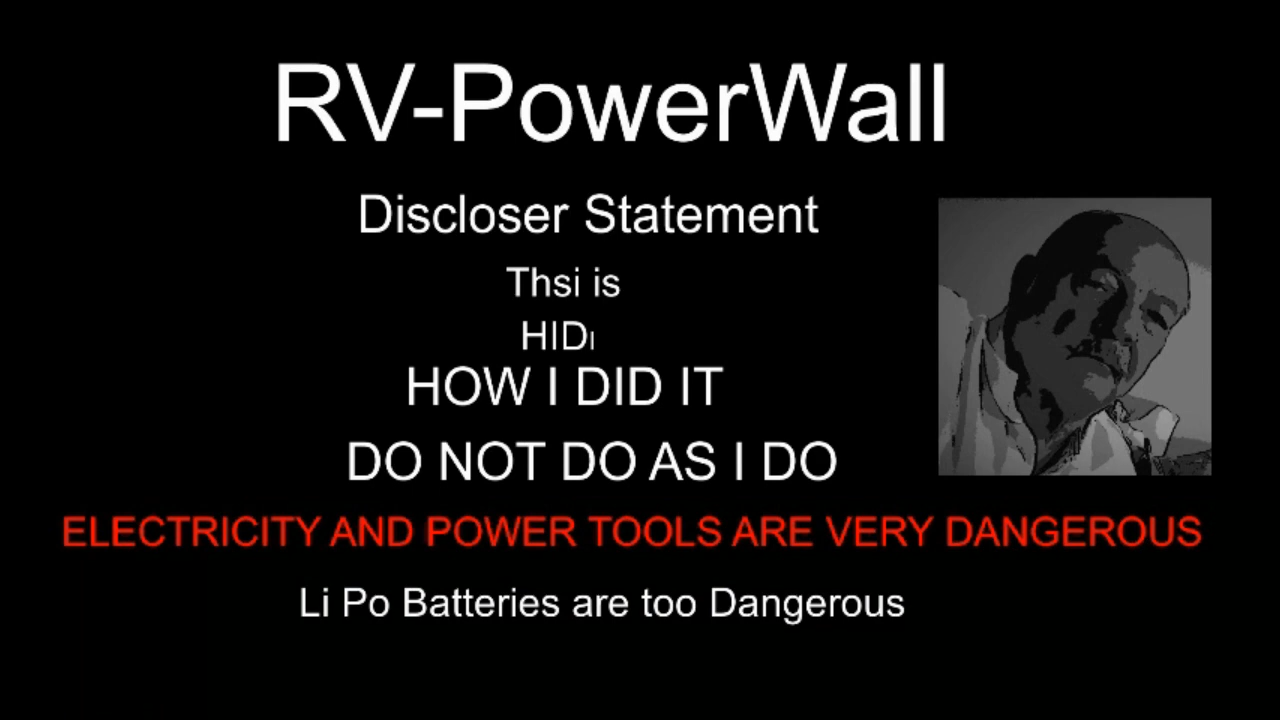 RV-PowerWall
Discloser Statement
Thsi is
HIDI
HOW I DID IT
DO NOT DO AS I DO
ELECTRICITY AND POWER TOOLS ARE VERY DANGEROUS
Li Po Batteries are too Dangerous